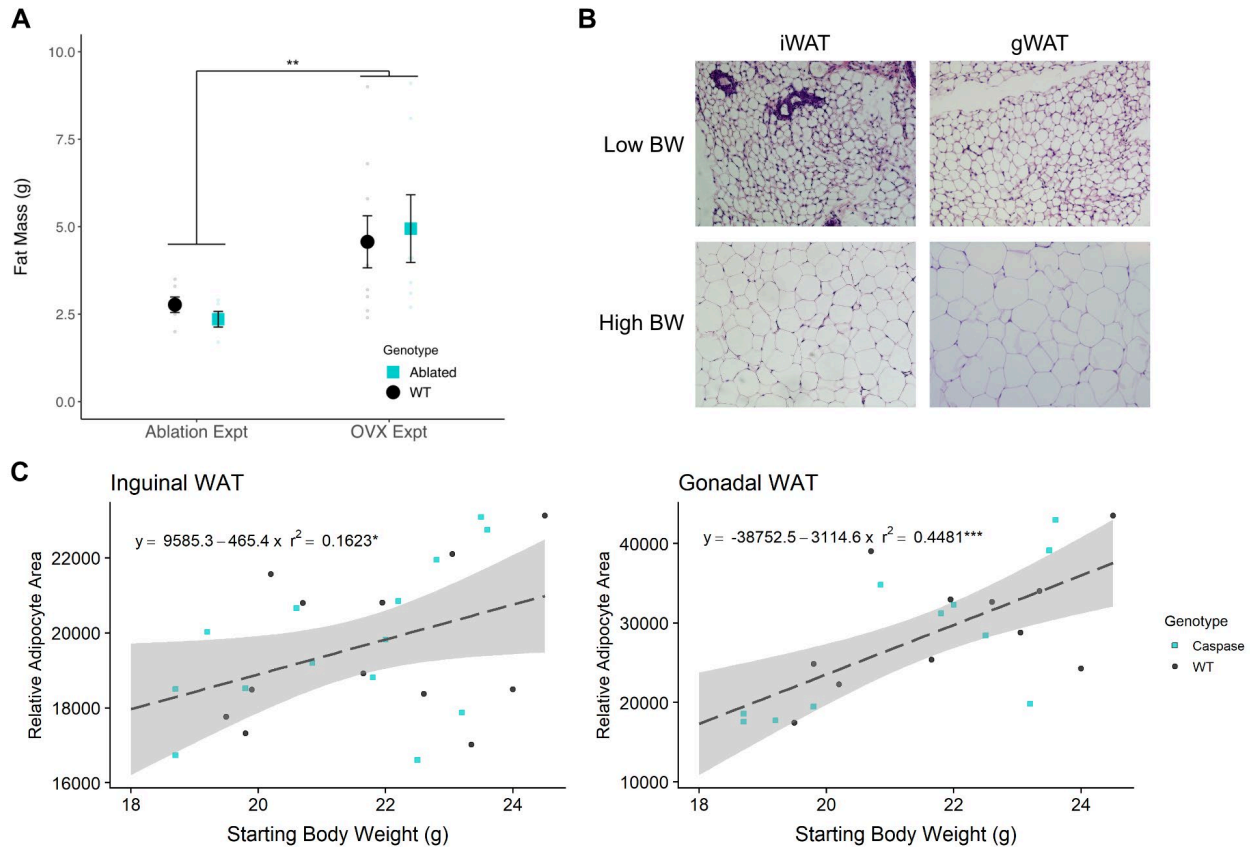 A
10.0
7.5
5.0
2.5
0.0
Fat Mass (g)
**
Genotype
Ablated
WT
Ablation Expt
OVX Expt
B
iWAT
gWAT
Low BW
High BW
C
Inguinal WAT
y = 9585.3 − 465.4 x r² = 0.1623*
22000
20000
18000
16000
Relative Adipocyte Area
18
20
22
24
Starting Body Weight (g)
Gonadal WAT
y = -38752.5 − 3114.6 x r² = 0.4481***
40000
30000
20000
10000
Relative Adipocyte Area
18
20
22
24
Starting Body Weight (g)
Genotype
Caspase
WT